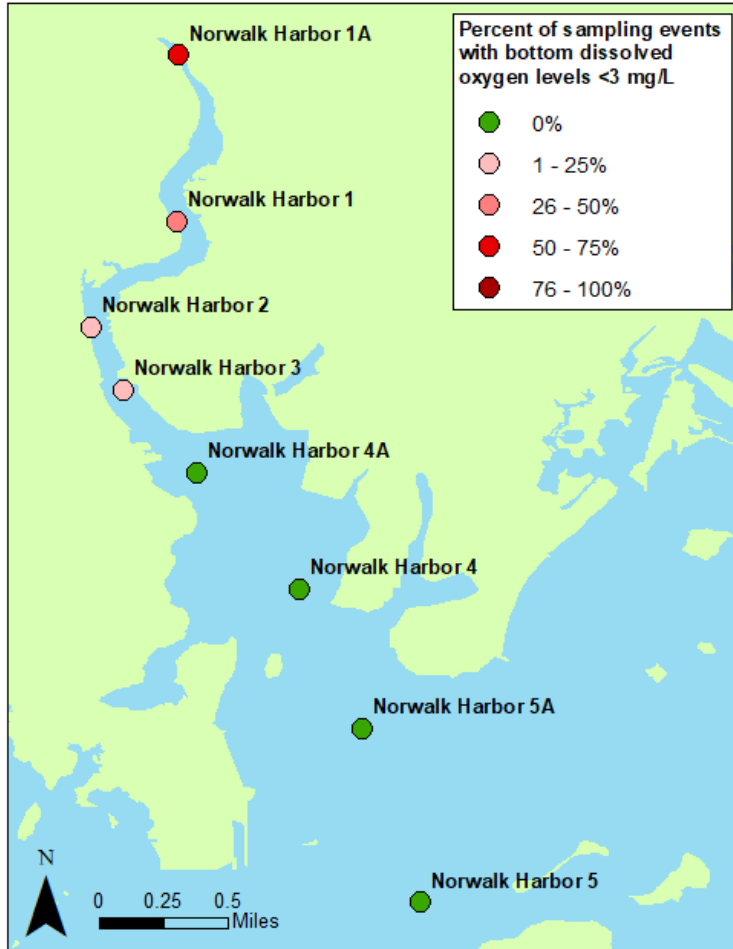 Norwalk Harbor 1A
Percent of sampling events
with bottom dissolved
oxygen levels <3 mg/L
0%
1 - 25%
26 - 50%
50 - 75%
76 - 100%
Norwalk Harbor 1
Norwalk Harbor 2
Norwalk Harbor 3
Norwalk Harbor 4A
Norwalk Harbor 4
Norwalk Harbor 5A
Norwalk Harbor 5
N
0 0.25 0.5
Miles